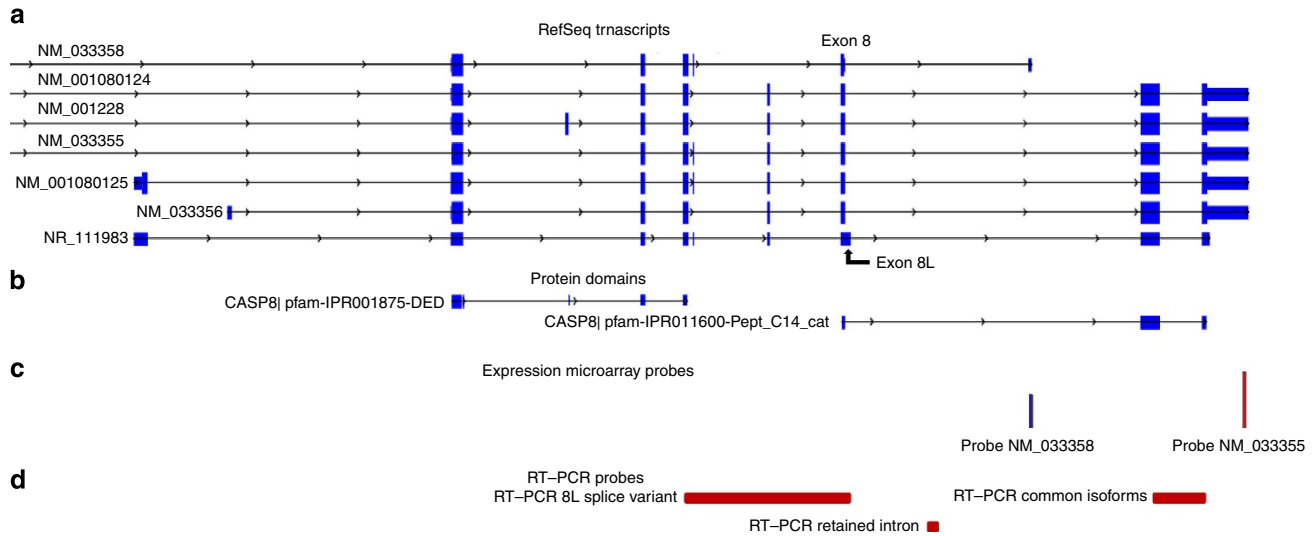 a
RefSeq trnascripts
NM_033358
Exon 8
NM_001080124
NM_001228
NM_033355
NM_001080125
NM_033356
NR_111983
Exon 8L
b
Protein domains
CASP8| pfam-IPR001875-DED
CASP8| pfam-IPR011600-Pept_C14_cat
c
Expression microarray probes
Probe NM_033358
Probe NM_033355
d
RT–PCR probes
RT–PCR 8L splice variant
RT–PCR common isoforms
RT–PCR retained intron